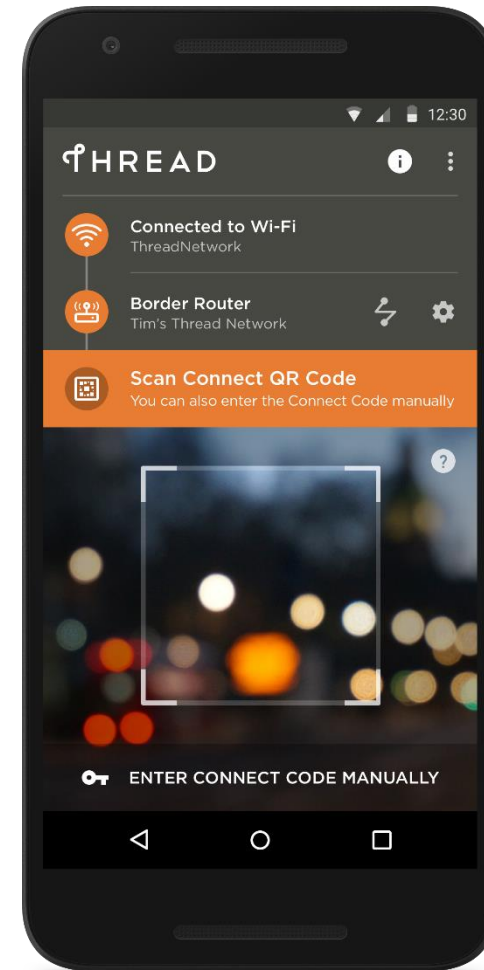 12:30
THREAD
Connected to Wi-Fi
ThreadNetwork
Border Router
Tim's Thread Network
Scan Connect QR Code
You can also enter the Connect Code manually
?
ENTER CONNECT CODE MANUALLY